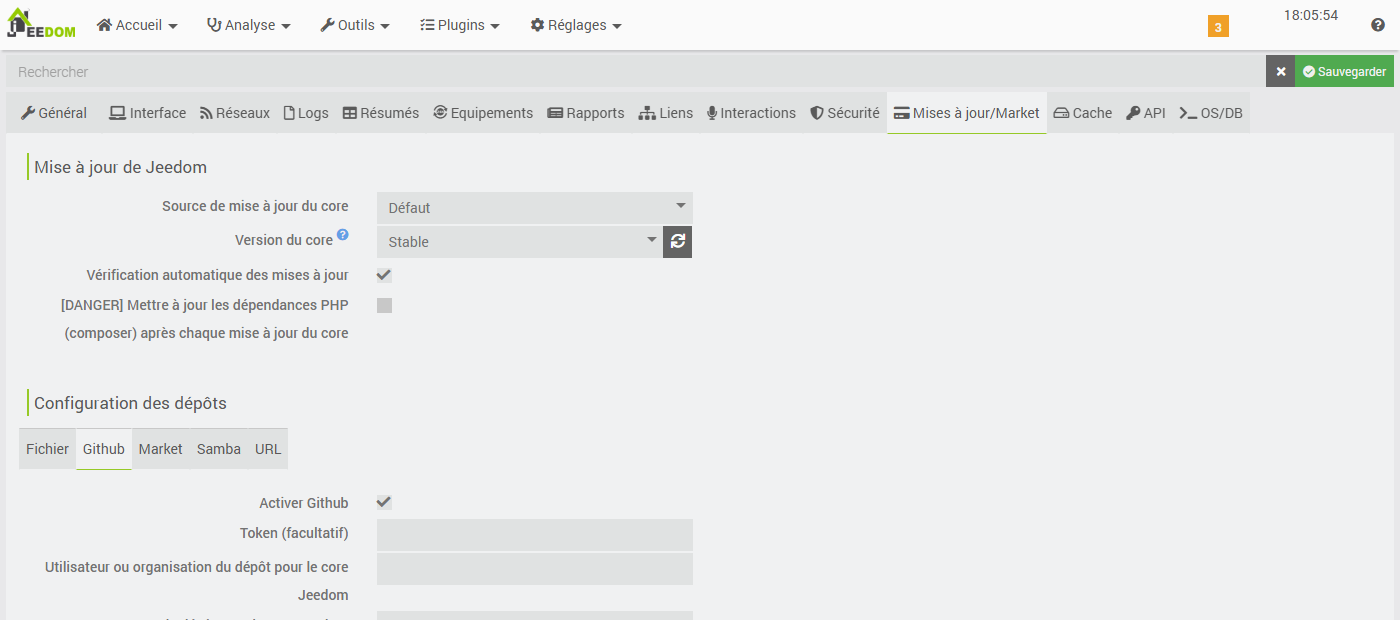 JEEDOM Accueil Analyse Outils Plugins Réglages 3 18:05:54 ?
Rechercher Sauvegarder
Général Interface Réseaux Logs Résumés Equipements Rapports Liens Interactions Sécurité Mises à jour/Market Cache API OS/DB
Mise à jour de Jeedom
Source de mise à jour du core Défaut
Version du core ? Stable
Vérification automatique des mises à jour
[DANGER] Mettre à jour les dépendances PHP
(composer) après chaque mise à jour du core
Configuration des dépôts
Fichier Github Market Samba URL
Activer Github
Token (facultatif)
Utilisateur ou organisation du dépôt pour le core
Jeedom